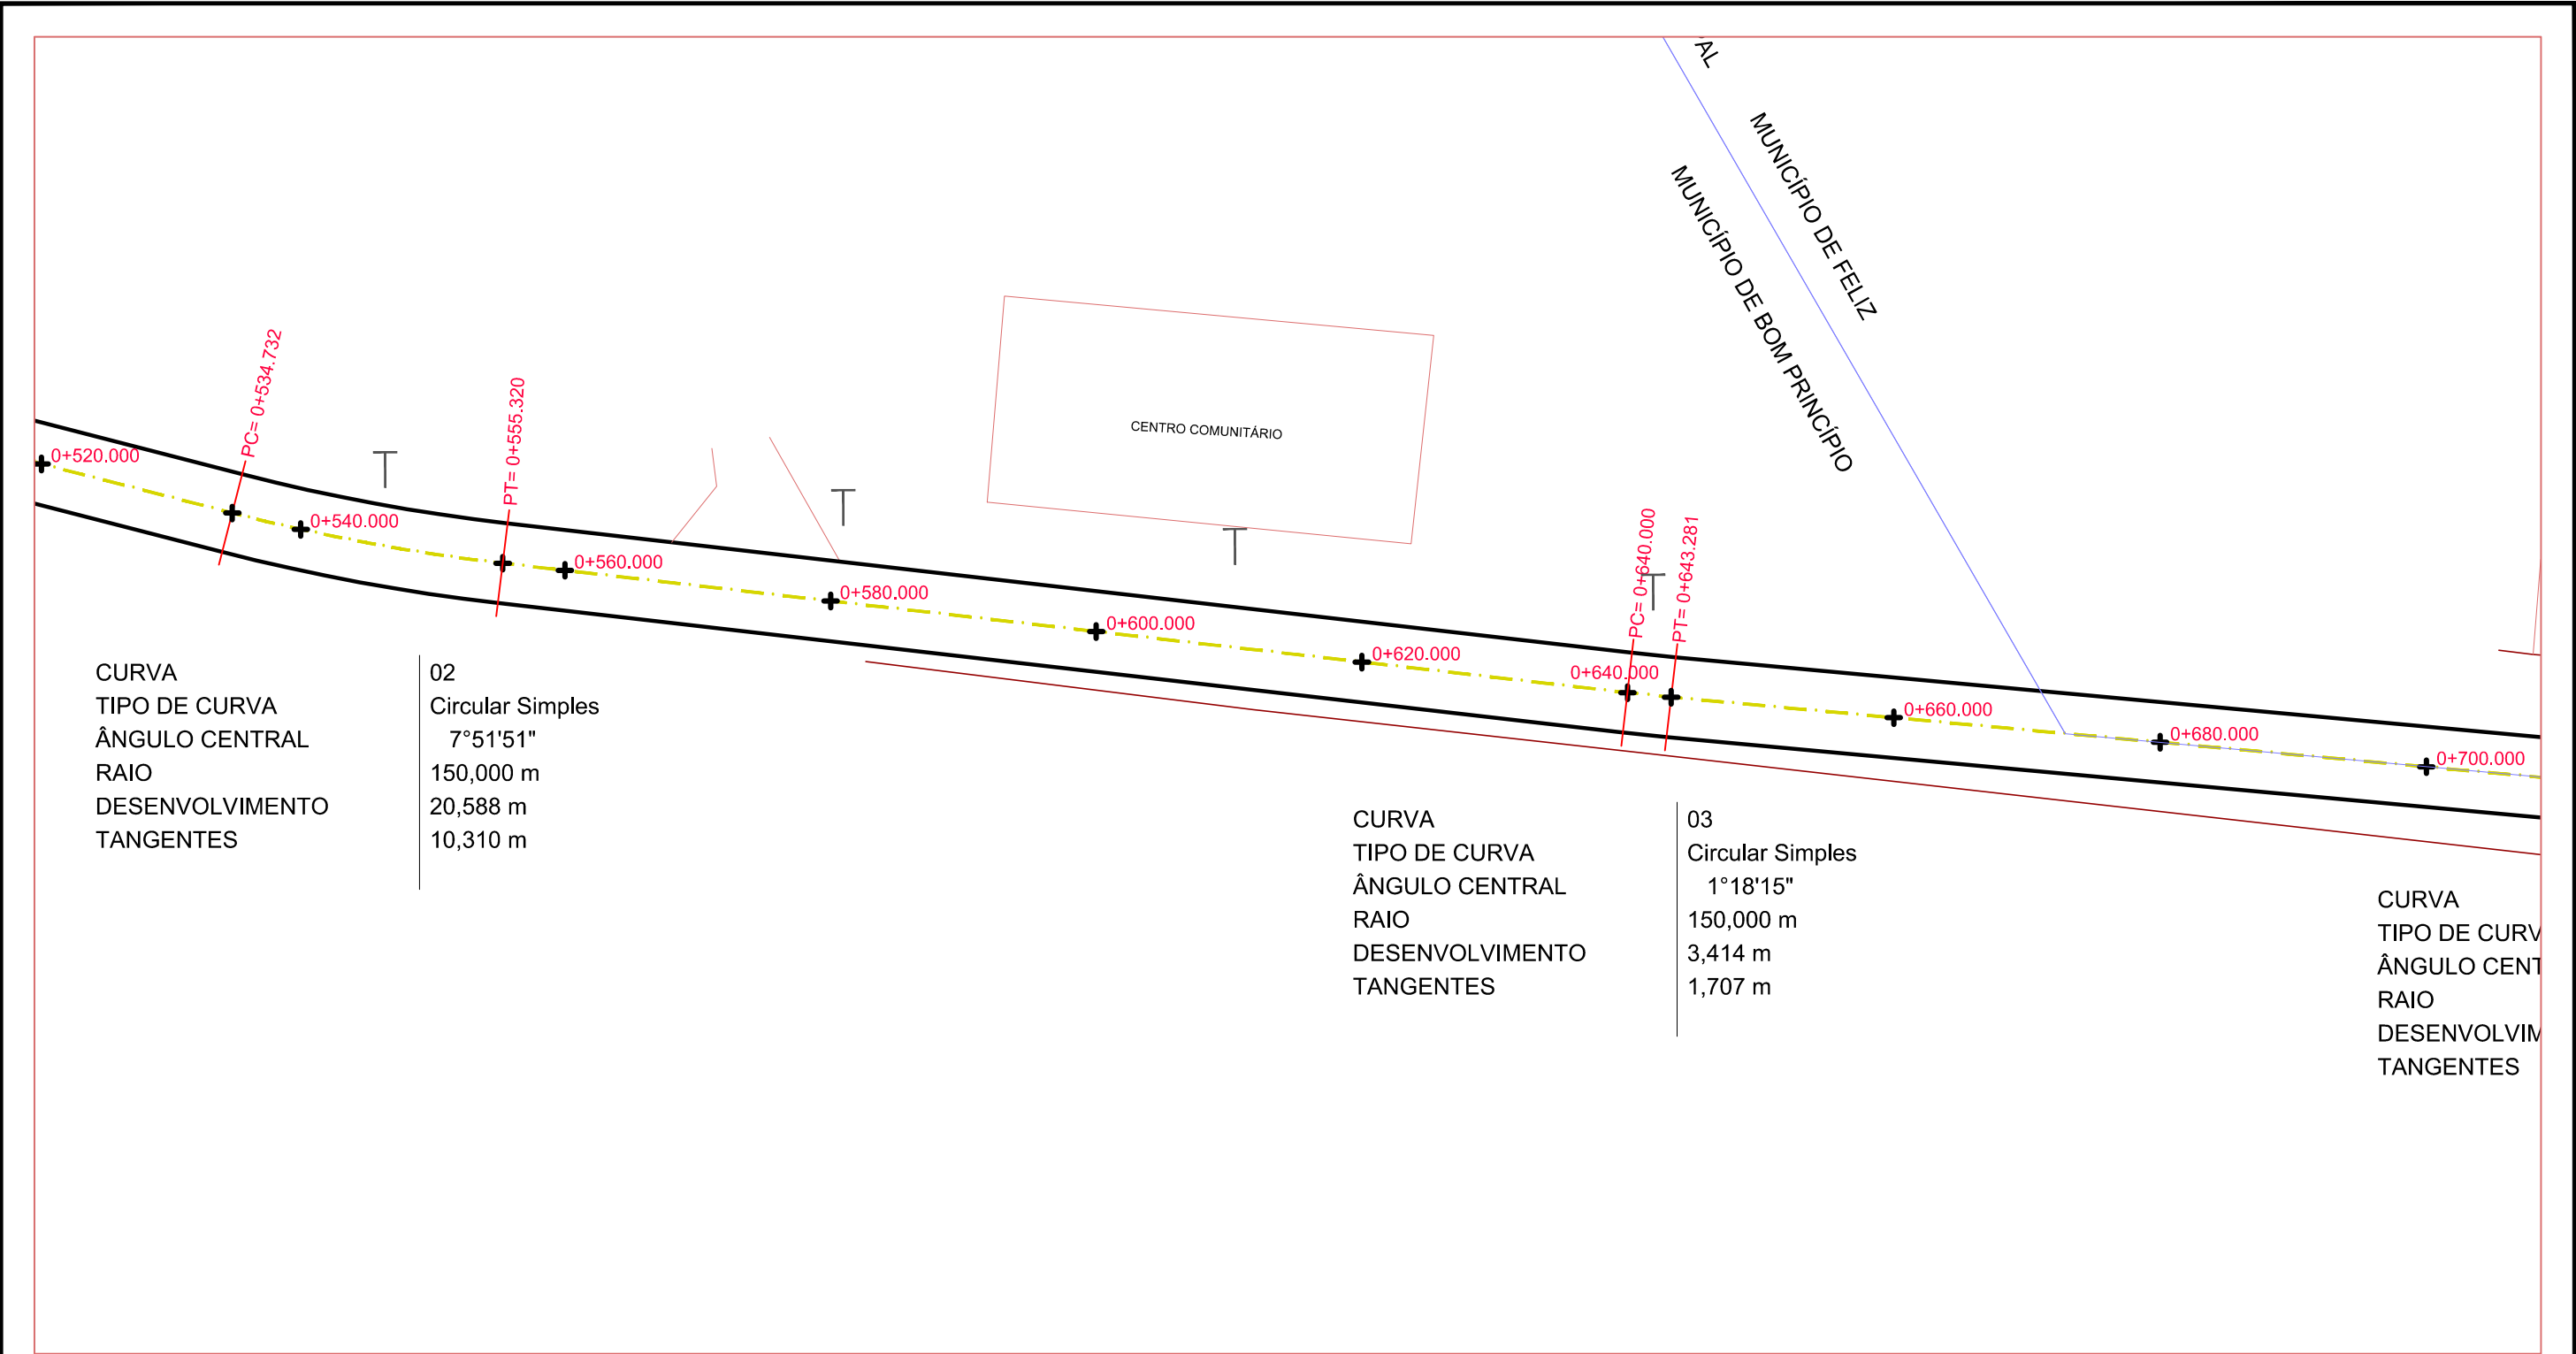 AL
MUNICÍPIO DE FELIZ
MUNICÍPIO DE BOM PRINCÍPIO
CENTRO COMUNITÁRIO
PC= 0+534.732
PT= 0+555.320
PC= 0+640.000
PT= 0+643.281
0+520.000
0+540.000
0+560.000
0+580.000
0+600.000
0+620.000
0+640.000
0+660.000
0+680.000
0+700.000
CURVA 02
TIPO DE CURVA Circular Simples
ÂNGULO CENTRAL 7°51'51"
RAIO 150,000 m
DESENVOLVIMENTO 20,588 m
TANGENTES 10,310 m
CURVA 03
TIPO DE CURVA Circular Simples
ÂNGULO CENTRAL 1°18'15"
RAIO 150,000 m
DESENVOLVIMENTO 3,414 m
TANGENTES 1,707 m
CURVA
TIPO DE CURV
ÂNGULO CENT
RAIO
DESENVOLVIM
TANGENTES